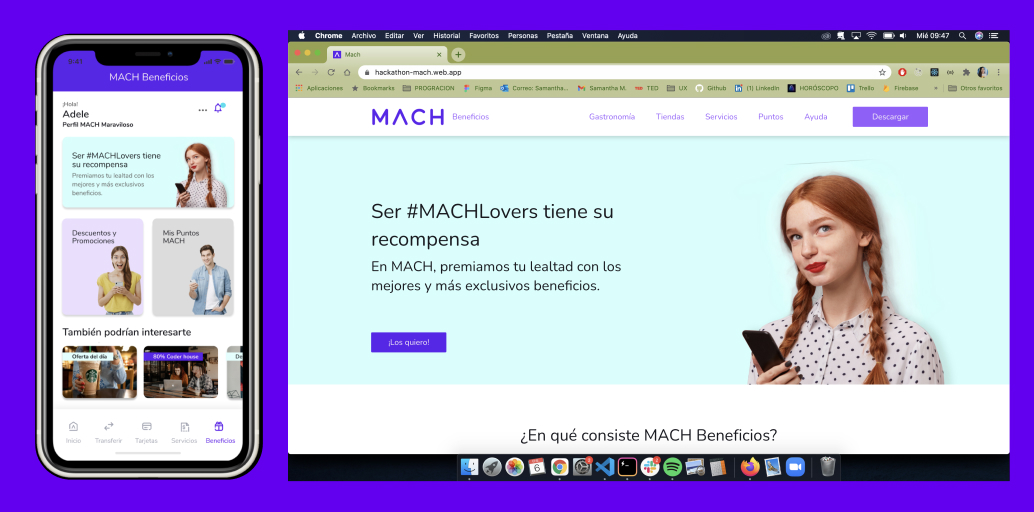 9:41
MACH Beneficios
¡Hola!
Adele
Perfil MACH Maravilloso
Ser #MACHLovers tiene
su recompensa
Premiamos tu lealtad con los
mejores y más exclusivos
beneficios.
Descuentos y
Promociones
Mis Puntos
MACH
También podrían interesarte
Oferta del día
60% Coder house
De
Inicio
Transferir
Tarjetas
Servicios
Beneficios
Chrome Archivo Editar Ver Historial Favoritos Personas Pestaña Ventana Ayuda
Mié 09:47
Mach
hackathon-mach.web.app
Aplicaciones Bookmarks PROGRACION Figma Correo: Samantha... Samantha M. TED UX Github (1) Linkedin HORÓSCOPO Trello Firebase » Otros favoritos
MACH Beneficios Gastronomía Tiendas Servicios Puntos Ayuda Descargar
Ser #MACHLovers tiene su
recompensa
En MACH, premiamos tu lealtad con los
mejores y más exclusivos beneficios.
¡Los quiero!
¿En qué consiste MACH Beneficios?
6